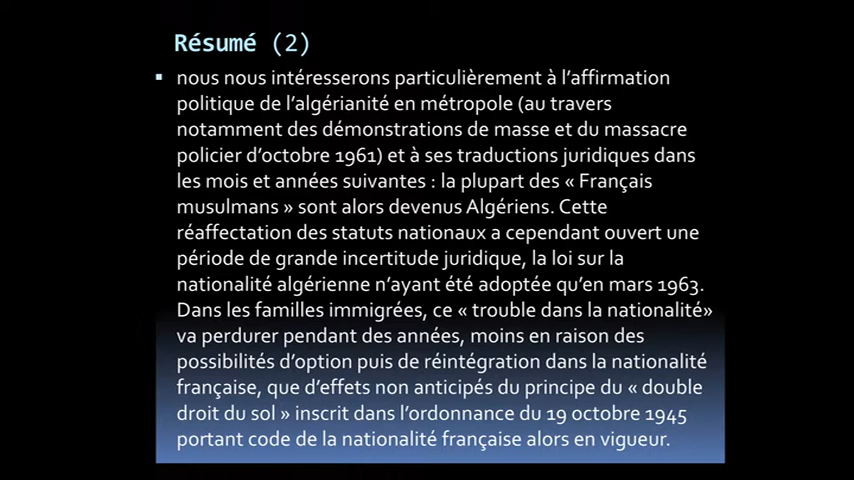 Résumé (2)
nous nous intéresserons particulièrement à l’affirmation
politique de l’algérianité en métropole (au travers
notamment des démonstrations de masse et du massacre
policier d’octobre 1961) et à ses traductions juridiques dans
les mois et années suivantes : la plupart des « Français
musulmans » sont alors devenus Algériens. Cette
réaffectation des statuts nationaux a cependant ouvert une
période de grande incertitude juridique, la loi sur la
nationalité algérienne n’ayant été adoptée qu’en mars 1963.
Dans les familles immigrées, ce « trouble dans la nationalité»
va perdurer pendant des années, moins en raison des
possibilités d’option puis de réintégration dans la nationalité
française, que d’effets non anticipés du principe du « double
droit du sol » inscrit dans l’ordonnance du 19 octobre 1945
portant code de la nationalité française alors en vigueur.